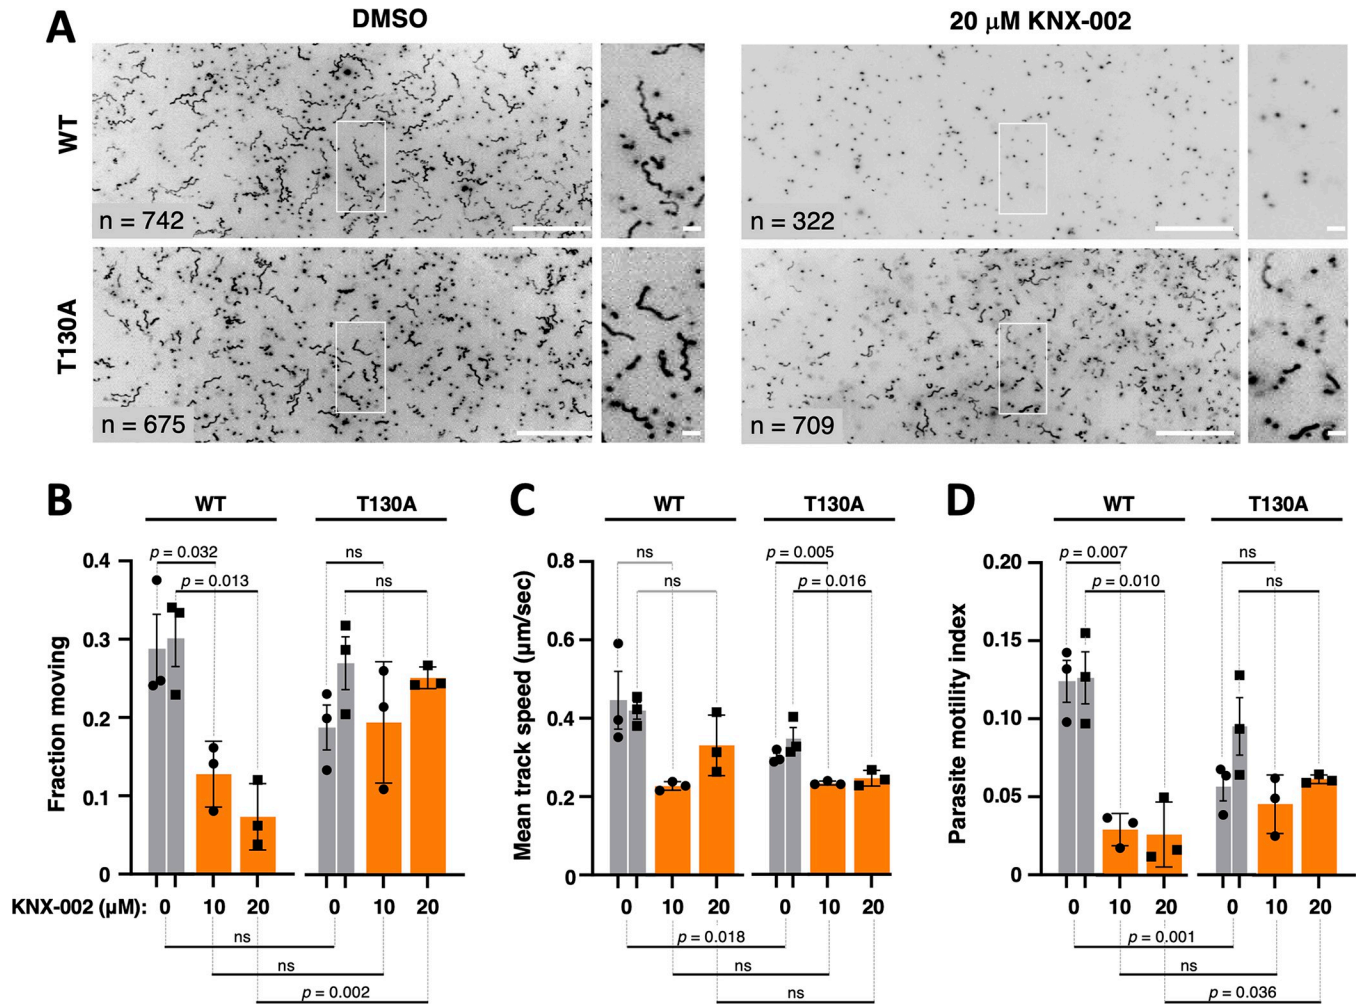 A
DMSO
20 μM KNX-002
WT
n = 742
n = 322
T130A
n = 675
n = 709
B
WT
T130A
p = 0.032
ns
p = 0.013
ns
0.4
0.3
0.2
0.1
0
Fraction moving
KNX-002 (μM):
0
10
20
0
10
20
ns
ns
p = 0.002
C
WT
T130A
ns
p = 0.005
ns
p = 0.016
0.8
0.6
0.4
0.2
0
Mean track speed (μm/sec)
0
10
20
0
10
20
p = 0.018
ns
ns
D
WT
T130A
p = 0.007
ns
p = 0.010
ns
0.20
0.15
0.10
0.05
0
Parasite motility index
0
10
20
0
10
20
p = 0.001
ns
p = 0.036